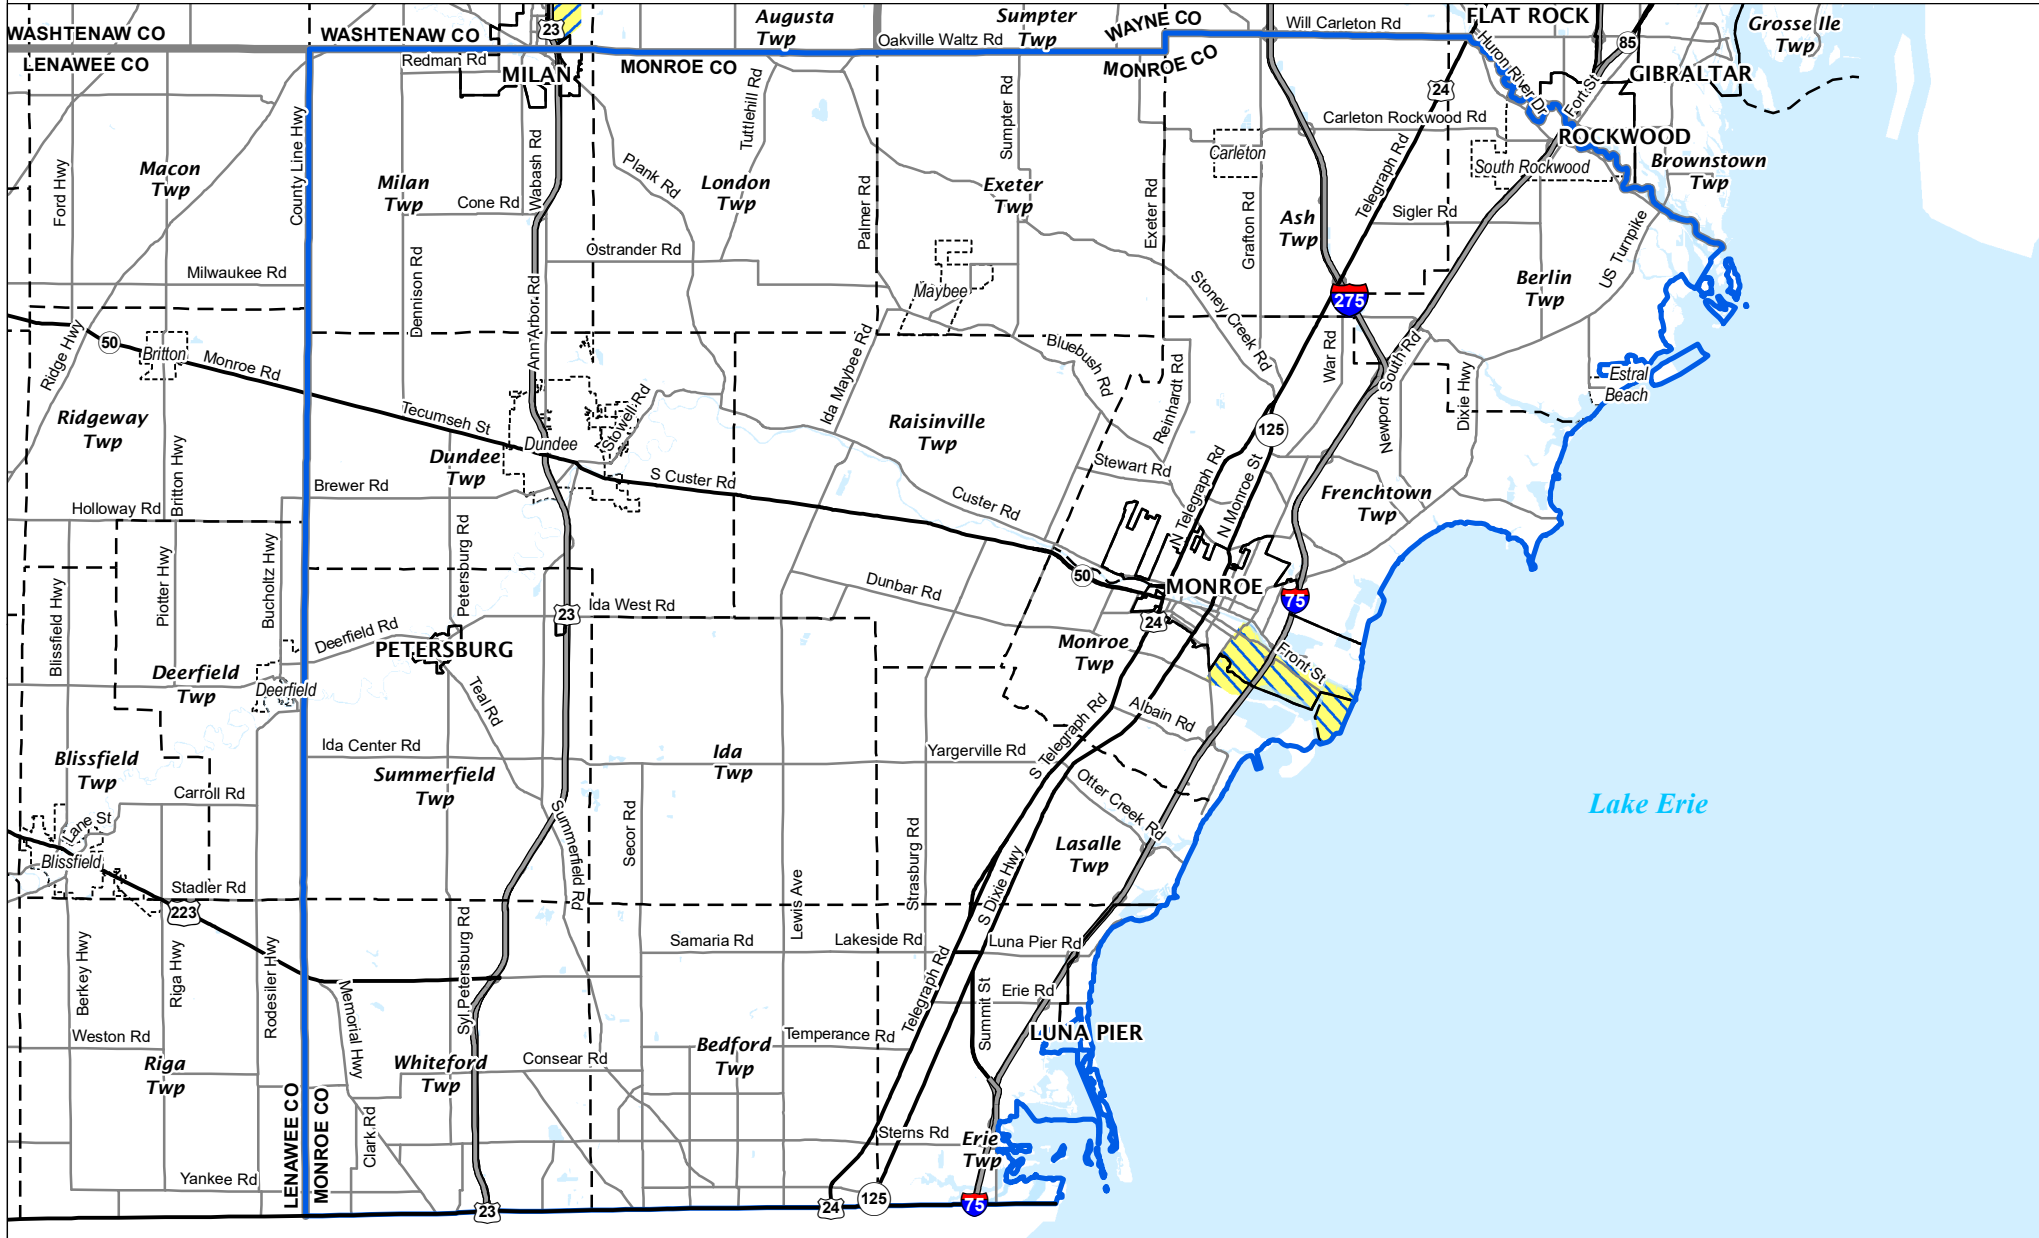 WASHTENAW CO
LENAWEE CO
WASHTENAW CO
Redman Rd
MILAN
23
MONROE CO
Augusta
Twp
Oakville Waltz Rd
Sumpter
Twp
WAYNE CO
MONROE CO
Will Carleton Rd
FLAT ROCK
85
Grosse Ile
Twp
GIBRALTAR
Huron River Dr
Fort St
24
Carleton Rockwood Rd
ROCKWOOD
South Rockwood
Brownstown
Twp
Ford Hwy
Macon
Twp
County Line Hwy
Milan
Twp
Wabash Rd
Cone Rd
Plank Rd
Tuttlehill Rd
London
Twp
Palmer Rd
Sumpter Rd
Exeter
Twp
Exeter Rd
Carleton
Grafton Rd
Ash
Twp
Telegraph Rd
Sigler Rd
US Turnpike
Berlin
Twp
Milwaukee Rd
Dennison Rd
Ostrander Rd
Ann Arbor Rd
Maybee
Stoney Creek Rd
275
Ridge Hwy
50
Britton
Monroe Rd
Ida Maybee Rd
Bluebush Rd
Reinhardt Rd
War Rd
Newport South Rd
Dixie Hwy
Estral
Beach
Ridgeway
Twp
Britton Hwy
Tecumseh St
Dundee
Twp
Dundee
Stowell Rd
Raisinville
Twp
125
Stewart Rd
N Telegraph Rd
N Monroe St
Frenchtown
Twp
Holloway Rd
Brewer Rd
S Custer Rd
Custer Rd
Blissfield Hwy
Plotter Hwy
Bucholtz Hwy
Petersburg Rd
23
Ida West Rd
Dunbar Rd
50
MONROE
75
24
Deerfield Rd
PETERSBURG
Deerfield
Twp
Deerfield
Teal Rd
Monroe
Twp
Front St
Albain Rd
S Telegraph Rd
Blissfield
Twp
Ida Center Rd
Summerfield
Twp
Ida
Twp
Yargerville Rd
Otter Creek Rd
Lake Erie
Carroll Rd
Lane St
Blissfield
Summerfield Rd
Secor Rd
Strasburg Rd
Lasalle
Twp
S Dixie Hwy
Stadler Rd
223
Lewis Ave
Berkey Hwy
Riga Hwy
Rodesiler Hwy
Syl Petersburg Rd
Samaria Rd
Lakeside Rd
Luna Pier Rd
Memorial Hwy
Telegraph Rd
Summit St
Erie Rd
LUNA PIER
Weston Rd
Riga
Twp
Whiteford
Twp
Consear Rd
Bedford
Twp
Temperance Rd
LENAWEE CO
MONROE CO
Clark Rd
Sterns Rd
Erie
Twp
Yankee Rd
23
24
125
75